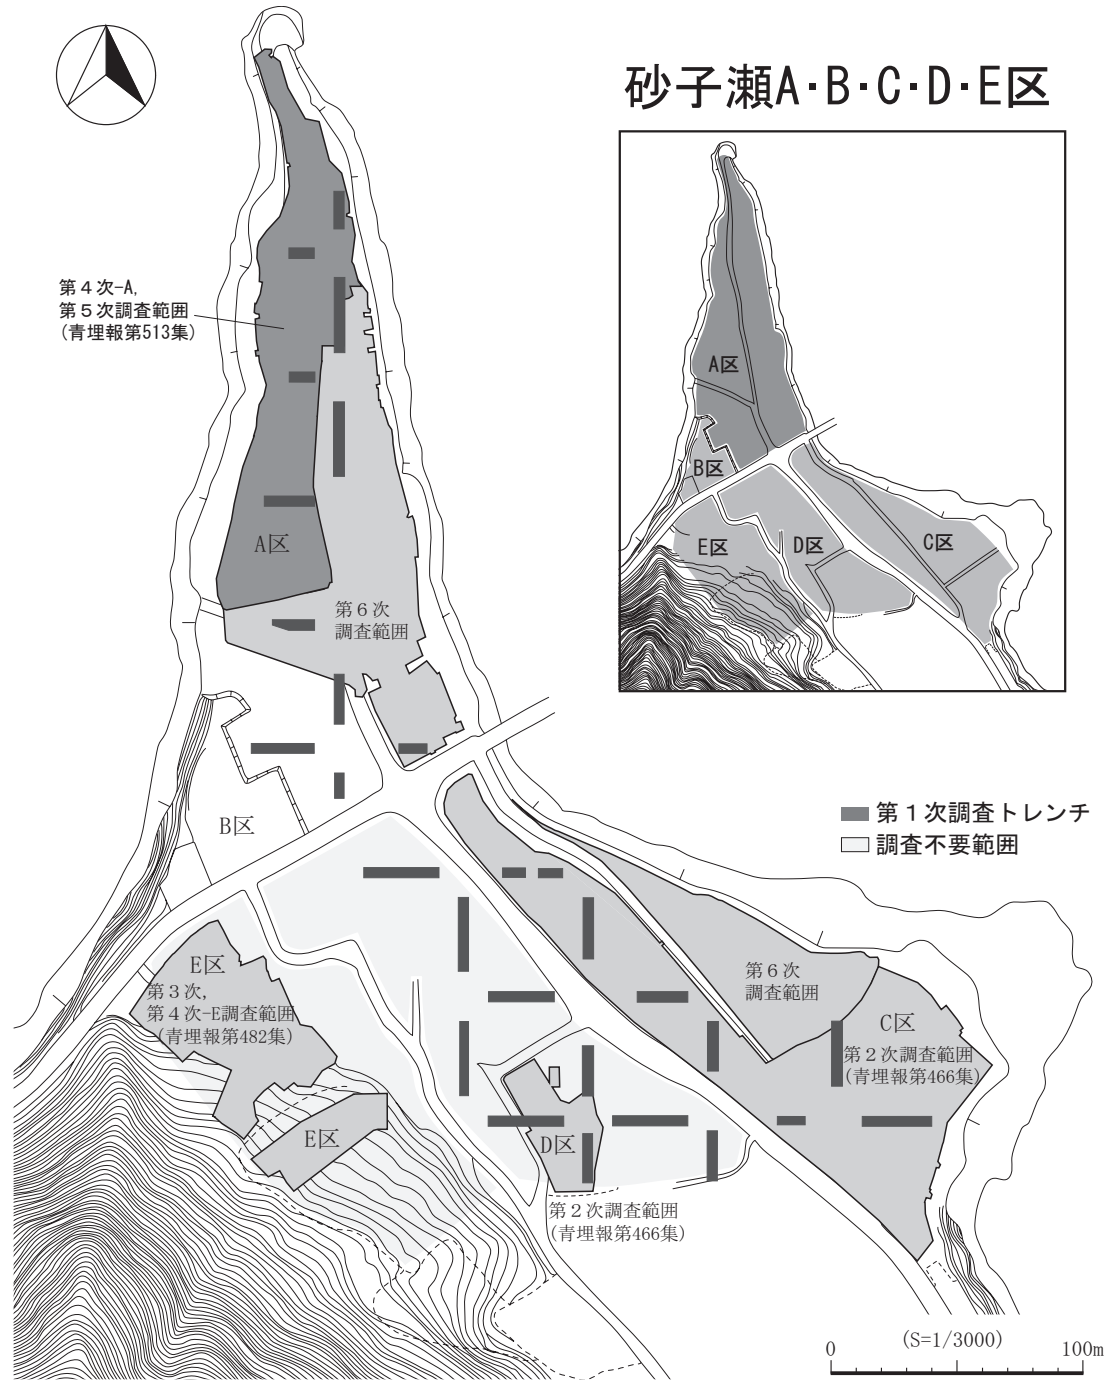 砂子瀬A・B・C・D・E区
A区
B区
C区
D区
E区
第４次-A,
第５次調査範囲
(青埋報第513集)
A区
第６次
調査範囲
B区
第１次調査トレンチ
調査不要範囲
E区
第３次,
第４次-E調査範囲
(青埋報第482集)
E区
第６次
調査範囲
C区
第２次調査範囲
(青埋報第466集)
D区
第２次調査範囲
(青埋報第466集)
(S=1/3000)
0
100m